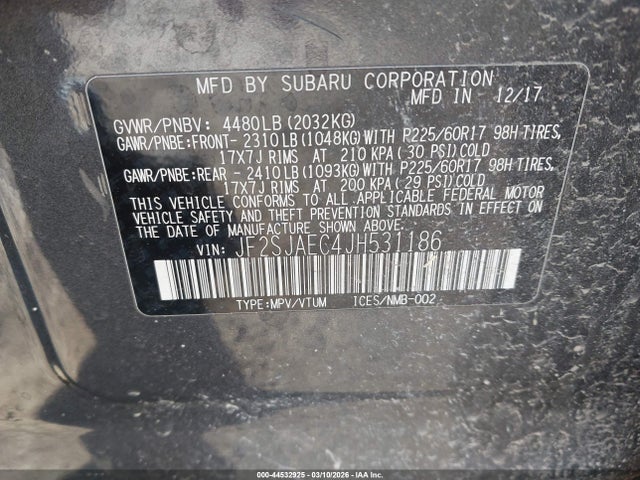 MFD BY SUBARU CORPORATION
MFD IN 12/17
GVWR/PNBV: 4480LB(2032KG)
GAWR/PNBE:FRONT- 2310LB(1048KG)WITH P225/60R17 98H TIRES,
17X7J RIMS AT 210 KPA( 30 PSI)COLD
GAWR/PNBE:REAR - 2410LB(1093KG)WITH P225/60R17 98H TIRES,
17X7J RIMS AT 200 KPA( 29 PSI)COLD
THIS VEHICLE CONFORMS TO ALL APPLICABLE FEDERAL MOTOR
VEHICLE SAFETY AND THEFT PREVENTION STANDARDS IN EFFECT ON
THE DATE OF MANUFACTURE SHOWN ABOVE.
VIN: JF2SJAEC4JH531186
TYPE:MPV/VTUM ICES/NMB-002
000-44532925 - 03/10/2026 - IAAI.COM